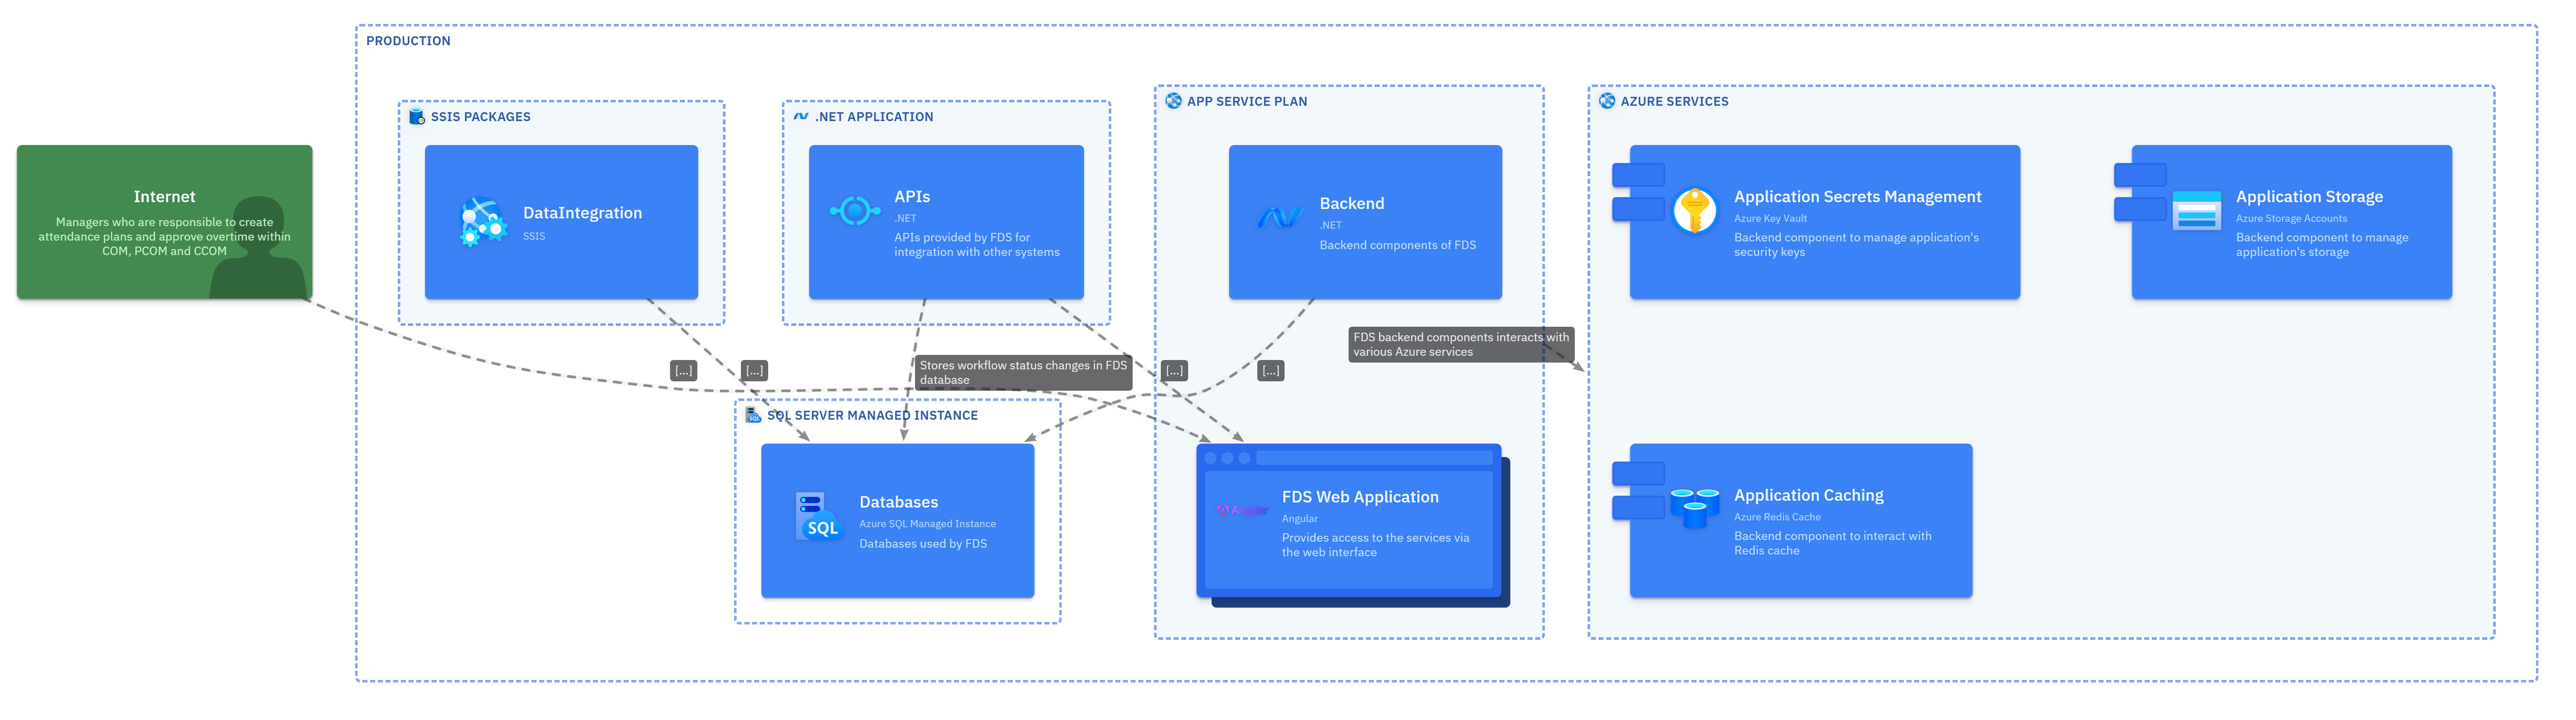 PRODUCTION
Internet
Managers who are responsible to create
attendance plans and approve overtime within
COM, PCOM and CCOM
SSIS PACKAGES
DataIntegration
SSIS
.NET APPLICATION
APIs
.NET
APIs provided by FDS for
integration with other systems
APP SERVICE PLAN
Backend
.NET
Backend components of FDS
AZURE SERVICES
Application Secrets Management
Azure Key Vault
Backend component to manage application's
security keys
Application Storage
Azure Storage Accounts
Backend component to manage
application's storage
[...]
[...]
Stores workflow status changes in FDS
database
[...]
[...]
FDS backend components interacts with
various Azure services
SQL SERVER MANAGED INSTANCE
SQL
SQL
Databases
Azure SQL Managed Instance
Databases used by FDS
Angular
FDS Web Application
Angular
Provides access to the services via
the web interface
Application Caching
Azure Redis Cache
Backend component to interact with
Redis cache